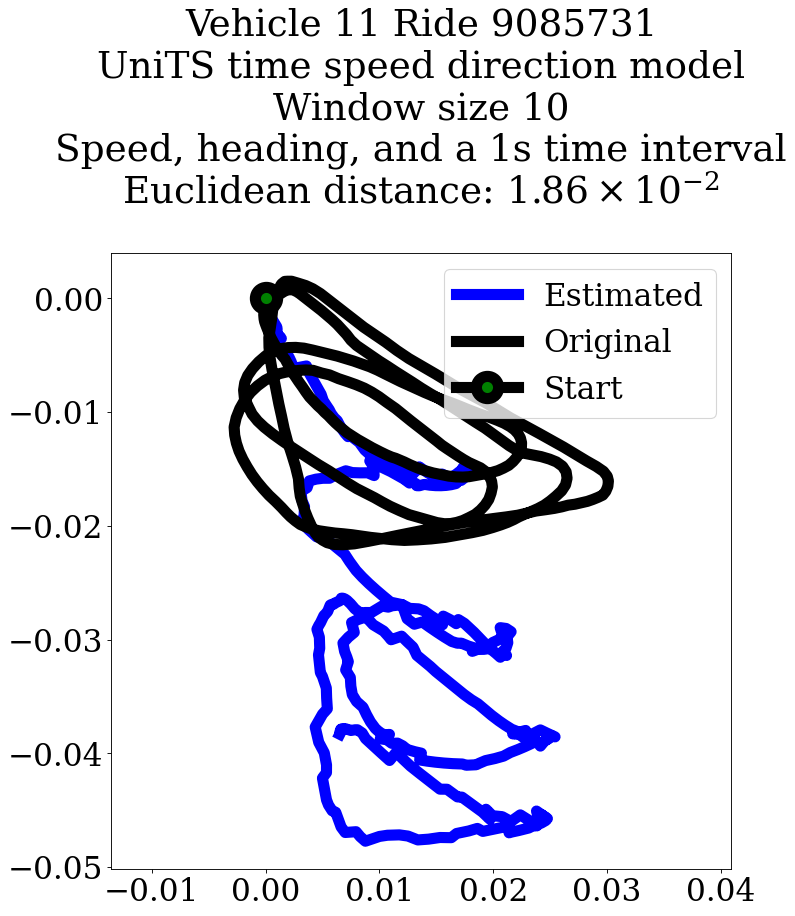 Vehicle 11 Ride 9085731
UniTS time speed direction model
Window size 10
Speed, heading, and a 1s time interval
Euclidean distance: 1.86 × 10⁻²
Estimated
Original
Start
0.00
−0.01
−0.02
−0.03
−0.04
−0.05
−0.01 0.00 0.01 0.02 0.03 0.04